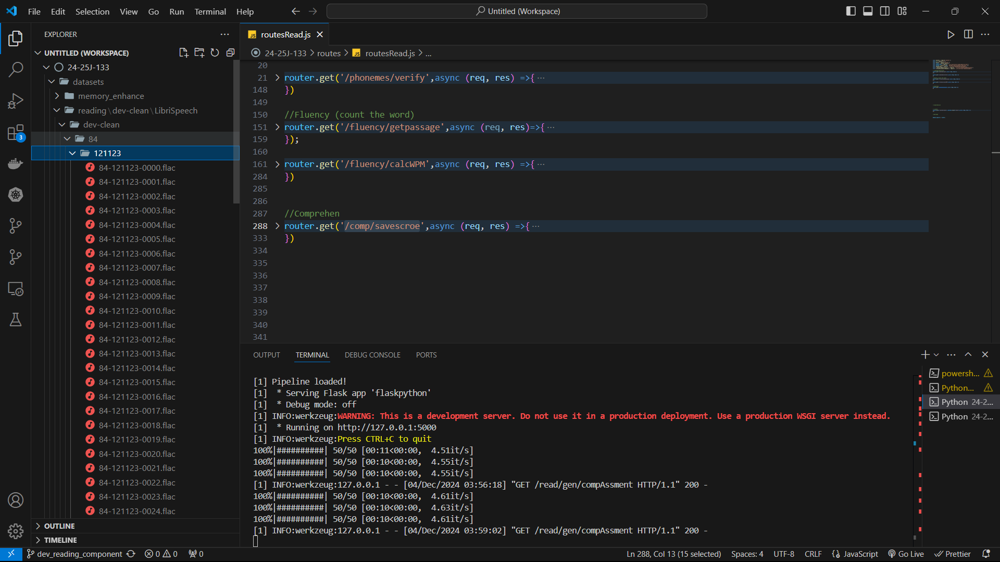 File Edit Selection View Go Run Terminal Help
Untitled (Workspace)
EXPLORER
UNTITLED (WORKSPACE)
24-25J-133
datasets
memory_enhance
reading\dev-clean\LibriSpeech
dev-clean
84
121123
84-121123-0000.flac
84-121123-0001.flac
84-121123-0002.flac
84-121123-0003.flac
84-121123-0004.flac
84-121123-0005.flac
84-121123-0006.flac
84-121123-0007.flac
84-121123-0008.flac
84-121123-0009.flac
84-121123-0010.flac
84-121123-0011.flac
84-121123-0012.flac
84-121123-0013.flac
84-121123-0014.flac
84-121123-0015.flac
84-121123-0016.flac
84-121123-0017.flac
84-121123-0018.flac
84-121123-0019.flac
84-121123-0020.flac
84-121123-0021.flac
84-121123-0022.flac
84-121123-0023.flac
84-121123-0024.flac
OUTLINE
TIMELINE
3
JS routesRead.js
24-25J-133 > routes > JS routesRead.js > ...
20
21 router.get('/phonemes/verify',async (req, res) =>{ ...
148 })
149
150 //Fluency (count the word)
151 router.get('/fluency/getpassage',async (req, res)=>{ ...
159 });
160
161 router.get('/fluency/calcWPM',async (req, res) =>{ ...
284 })
285
286
287 //Comprehen
288 router.get('/comp/savescroe',async (req, res) =>{ ...
333 })
334
335
336
337
338
339
340
341
OUTPUT TERMINAL DEBUG CONSOLE PORTS
[1] Pipeline loaded!
[1]  * Serving Flask app 'flaskpython'
[1]  * Debug mode: off
[1] INFO:werkzeug:WARNING: This is a development server. Do not use it in a production deployment. Use a production WSGI server instead.
[1]  * Running on http://127.0.0.1:5000
[1] INFO:werkzeug:Press CTRL+C to quit
100%|##########| 50/50 [00:11<00:00,  4.51it/s]
100%|##########| 50/50 [00:10<00:00,  4.55it/s]
100%|##########| 50/50 [00:10<00:00,  4.55it/s]
[1] INFO:werkzeug:127.0.0.1 - - [04/Dec/2024 03:56:18] "GET /read/gen/compAssment HTTP/1.1" 200 -
100%|##########| 50/50 [00:10<00:00,  4.61it/s]
100%|##########| 50/50 [00:10<00:00,  4.63it/s]
100%|##########| 50/50 [00:10<00:00,  4.61it/s]
[1] INFO:werkzeug:127.0.0.1 - - [04/Dec/2024 03:59:02] "GET /read/gen/compAssment HTTP/1.1" 200 -
powersh...
Python...
Python 24-2...
Python 24-2...
dev_reading_component 0 0 0 Ln 288, Col 13 (15 selected) Spaces: 4 UTF-8 CRLF {} JavaScript Go Live Prettier